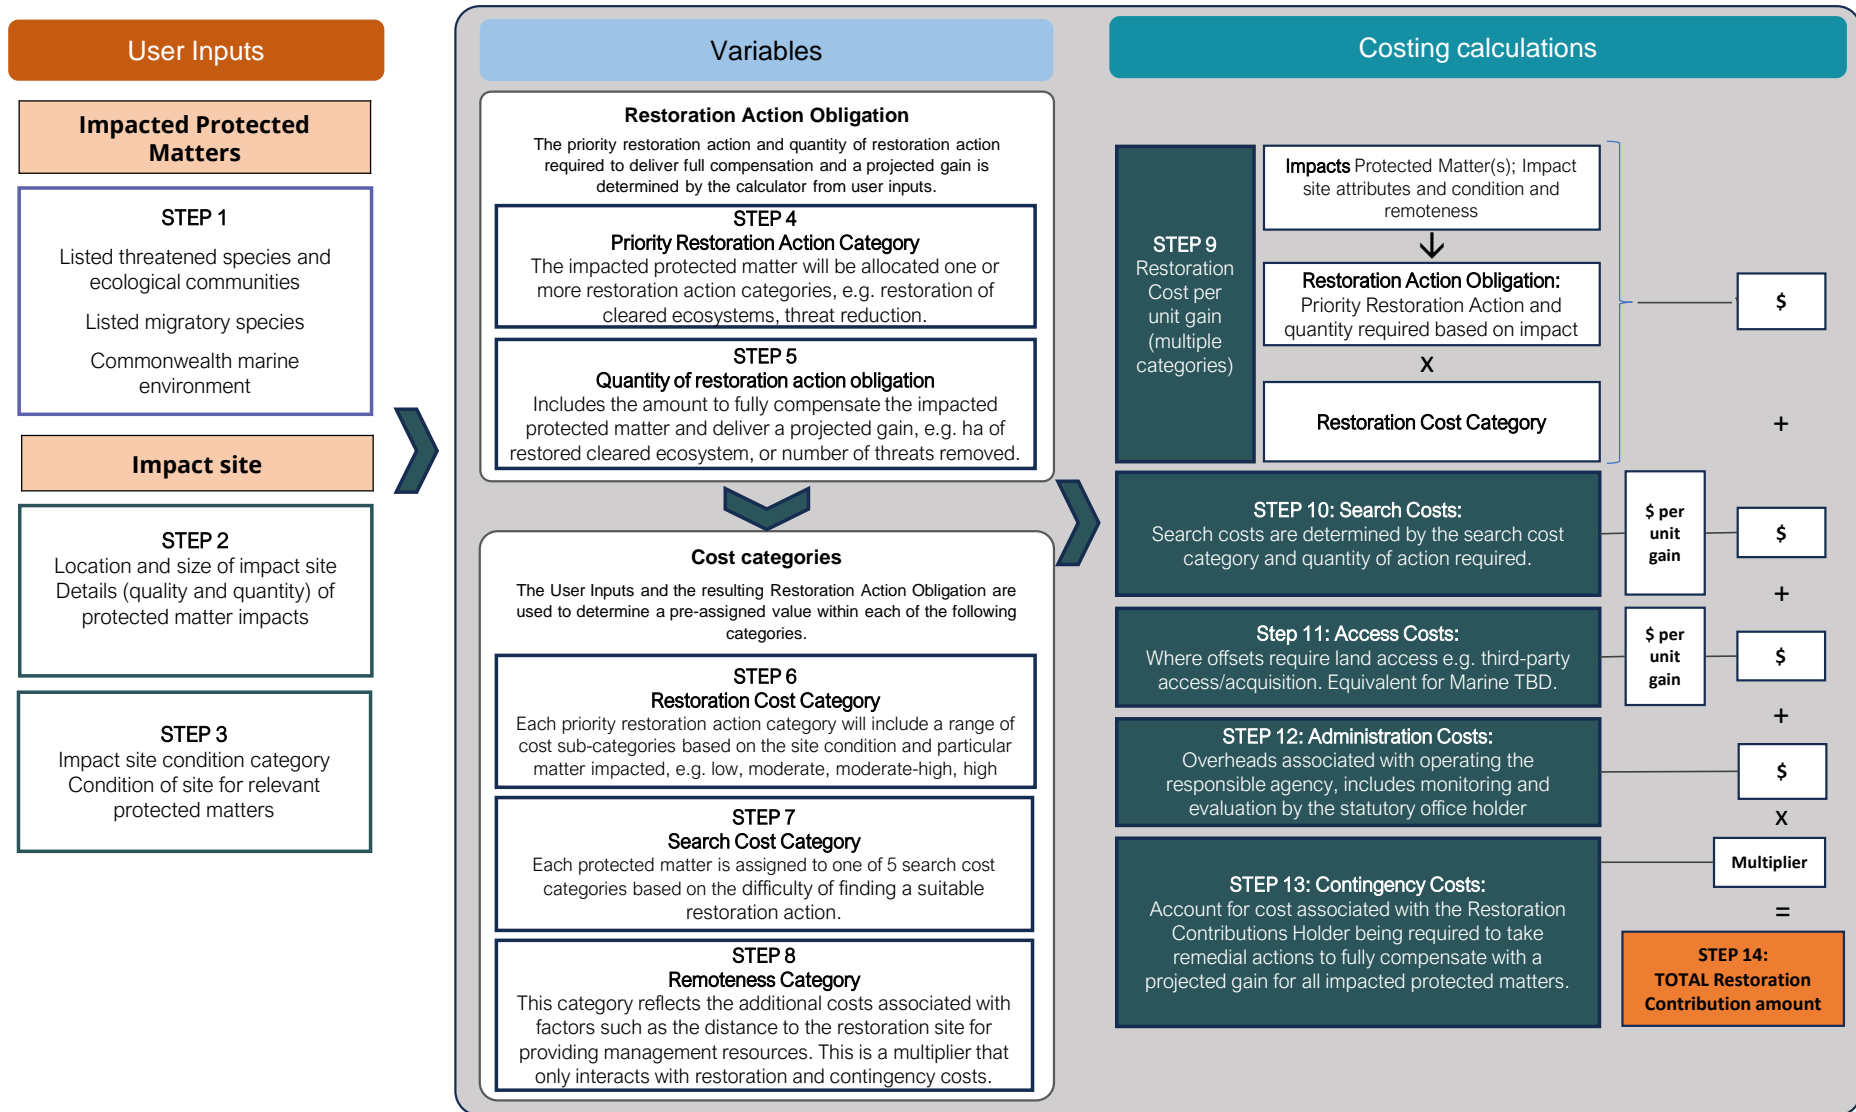 User Inputs
Impacted Protected
Matters
STEP 1
Listed threatened species and
ecological communities
Listed migratory species
Commonwealth marine
environment
Impact site
STEP 2
Location and size of impact site
Details (quality and quantity) of
protected matter impacts
STEP 3
Impact site condition category
Condition of site for relevant
protected matters
Variables
Restoration Action Obligation
The priority restoration action and quantity of restoration action
required to deliver full compensation and a projected gain is
determined by the calculator from user inputs.
STEP 4
Priority Restoration Action Category
The impacted protected matter will be allocated one or
more restoration action categories, e.g. restoration of
cleared ecosystems, threat reduction.
STEP 5
Quantity of restoration action obligation
Includes the amount to fully compensate the impacted
protected matter and deliver a projected gain, e.g. ha of
restored cleared ecosystem, or number of threats removed.
Cost categories
The User Inputs and the resulting Restoration Action Obligation are
used to determine a pre-assigned value within each of the following
categories.
STEP 6
Restoration Cost Category
Each priority restoration action category will include a range of
cost sub-categories based on the site condition and particular
matter impacted, e.g. low, moderate, moderate-high, high
STEP 7
Search Cost Category
Each protected matter is assigned to one of 5 search cost
categories based on the difficulty of finding a suitable
restoration action.
STEP 8
Remoteness Category
This category reflects the additional costs associated with
factors such as the distance to the restoration site for
providing management resources. This is a multiplier that
only interacts with restoration and contingency costs.
Costing calculations
STEP 9
Restoration
Cost per
unit gain
(multiple
categories)
Impacts Protected Matter(s); Impact
site attributes and condition and
remoteness
Restoration Action Obligation:
Priority Restoration Action and
quantity required based on impact
X
Restoration Cost Category
$
+
STEP 10: Search Costs:
Search costs are determined by the search cost
category and quantity of action required.
$ per
unit
gain
$
+
Step 11: Access Costs:
Where offsets require land access e.g. third-party
access/acquisition. Equivalent for Marine TBD.
$ per
unit
gain
$
+
STEP 12: Administration Costs:
Overheads associated with operating the
responsible agency, includes monitoring and
evaluation by the statutory office holder
$
X
STEP 13: Contingency Costs:
Account for cost associated with the Restoration
Contributions Holder being required to take
remedial actions to fully compensate with a
projected gain for all impacted protected matters.
Multiplier
=
STEP 14:
TOTAL Restoration
Contribution amount